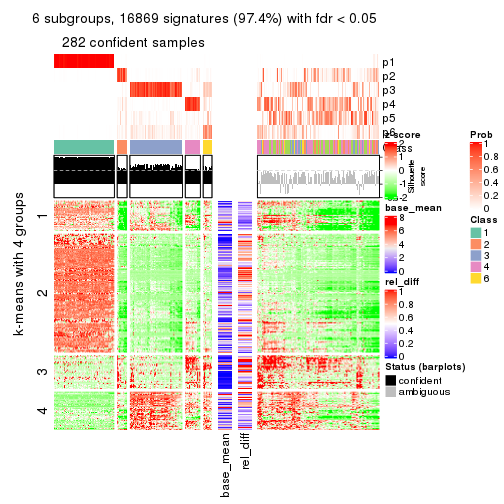 6 subgroups, 16869 signatures (97.4%) with fdr < 0.05
282 confident samples
p1
p2
p3
p4
p5
p6
Class
Silhouette
score
k-means with 4 groups
1
2
3
4
base_mean
rel_diff
z-score
2
1
0
-1
-2
base_mean
8
6
4
2
0
rel_diff
1
0.8
0.6
0.4
0.2
0
Status (barplots)
confident
ambiguous
Prob
1
0.8
0.6
0.4
0.2
0
Class
1
2
3
4
6